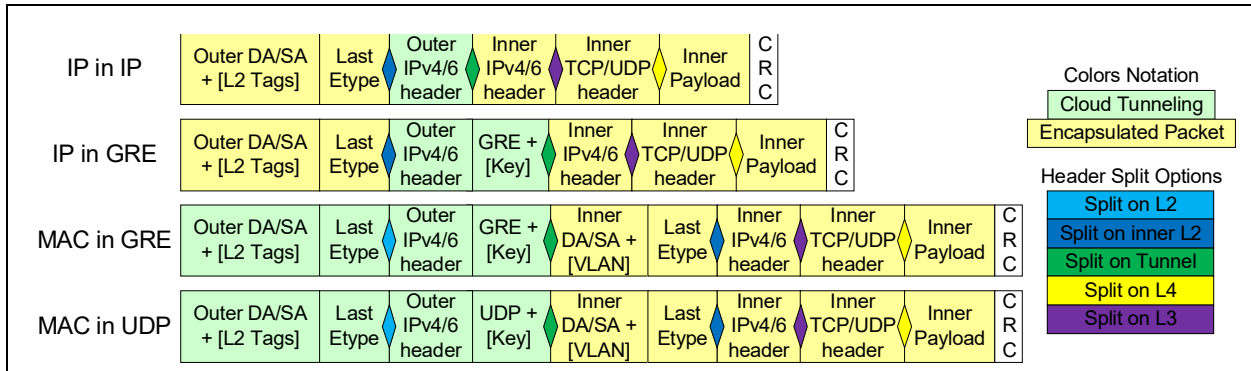 IP in IP
Outer DA/SA
+ [L2 Tags]
Last
Etype
Outer
IPv4/6
header
Inner
IPv4/6
header
Inner
TCP/UDP
header
Inner
Payload
C
R
C
IP in GRE
Outer DA/SA
+ [L2 Tags]
Last
Etype
Outer
IPv4/6
header
GRE +
[Key]
Inner
IPv4/6
header
Inner
TCP/UDP
header
Inner
Payload
C
R
C
MAC in GRE
Outer DA/SA
+ [L2 Tags]
Last
Etype
Outer
IPv4/6
header
GRE +
[Key]
Inner
DA/SA +
[VLAN]
Last
Etype
Inner
IPv4/6
header
Inner
TCP/UDP
header
Inner
Payload
C
R
C
MAC in UDP
Outer DA/SA
+ [L2 Tags]
Last
Etype
Outer
IPv4/6
header
UDP +
[Key]
Inner
DA/SA +
[VLAN]
Last
Etype
Inner
IPv4/6
header
Inner
TCP/UDP
header
Inner
Payload
C
R
C
Colors Notation
Cloud Tunneling
Encapsulated Packet
Header Split Options
Split on L2
Split on inner L2
Split on Tunnel
Split on L4
Split on L3